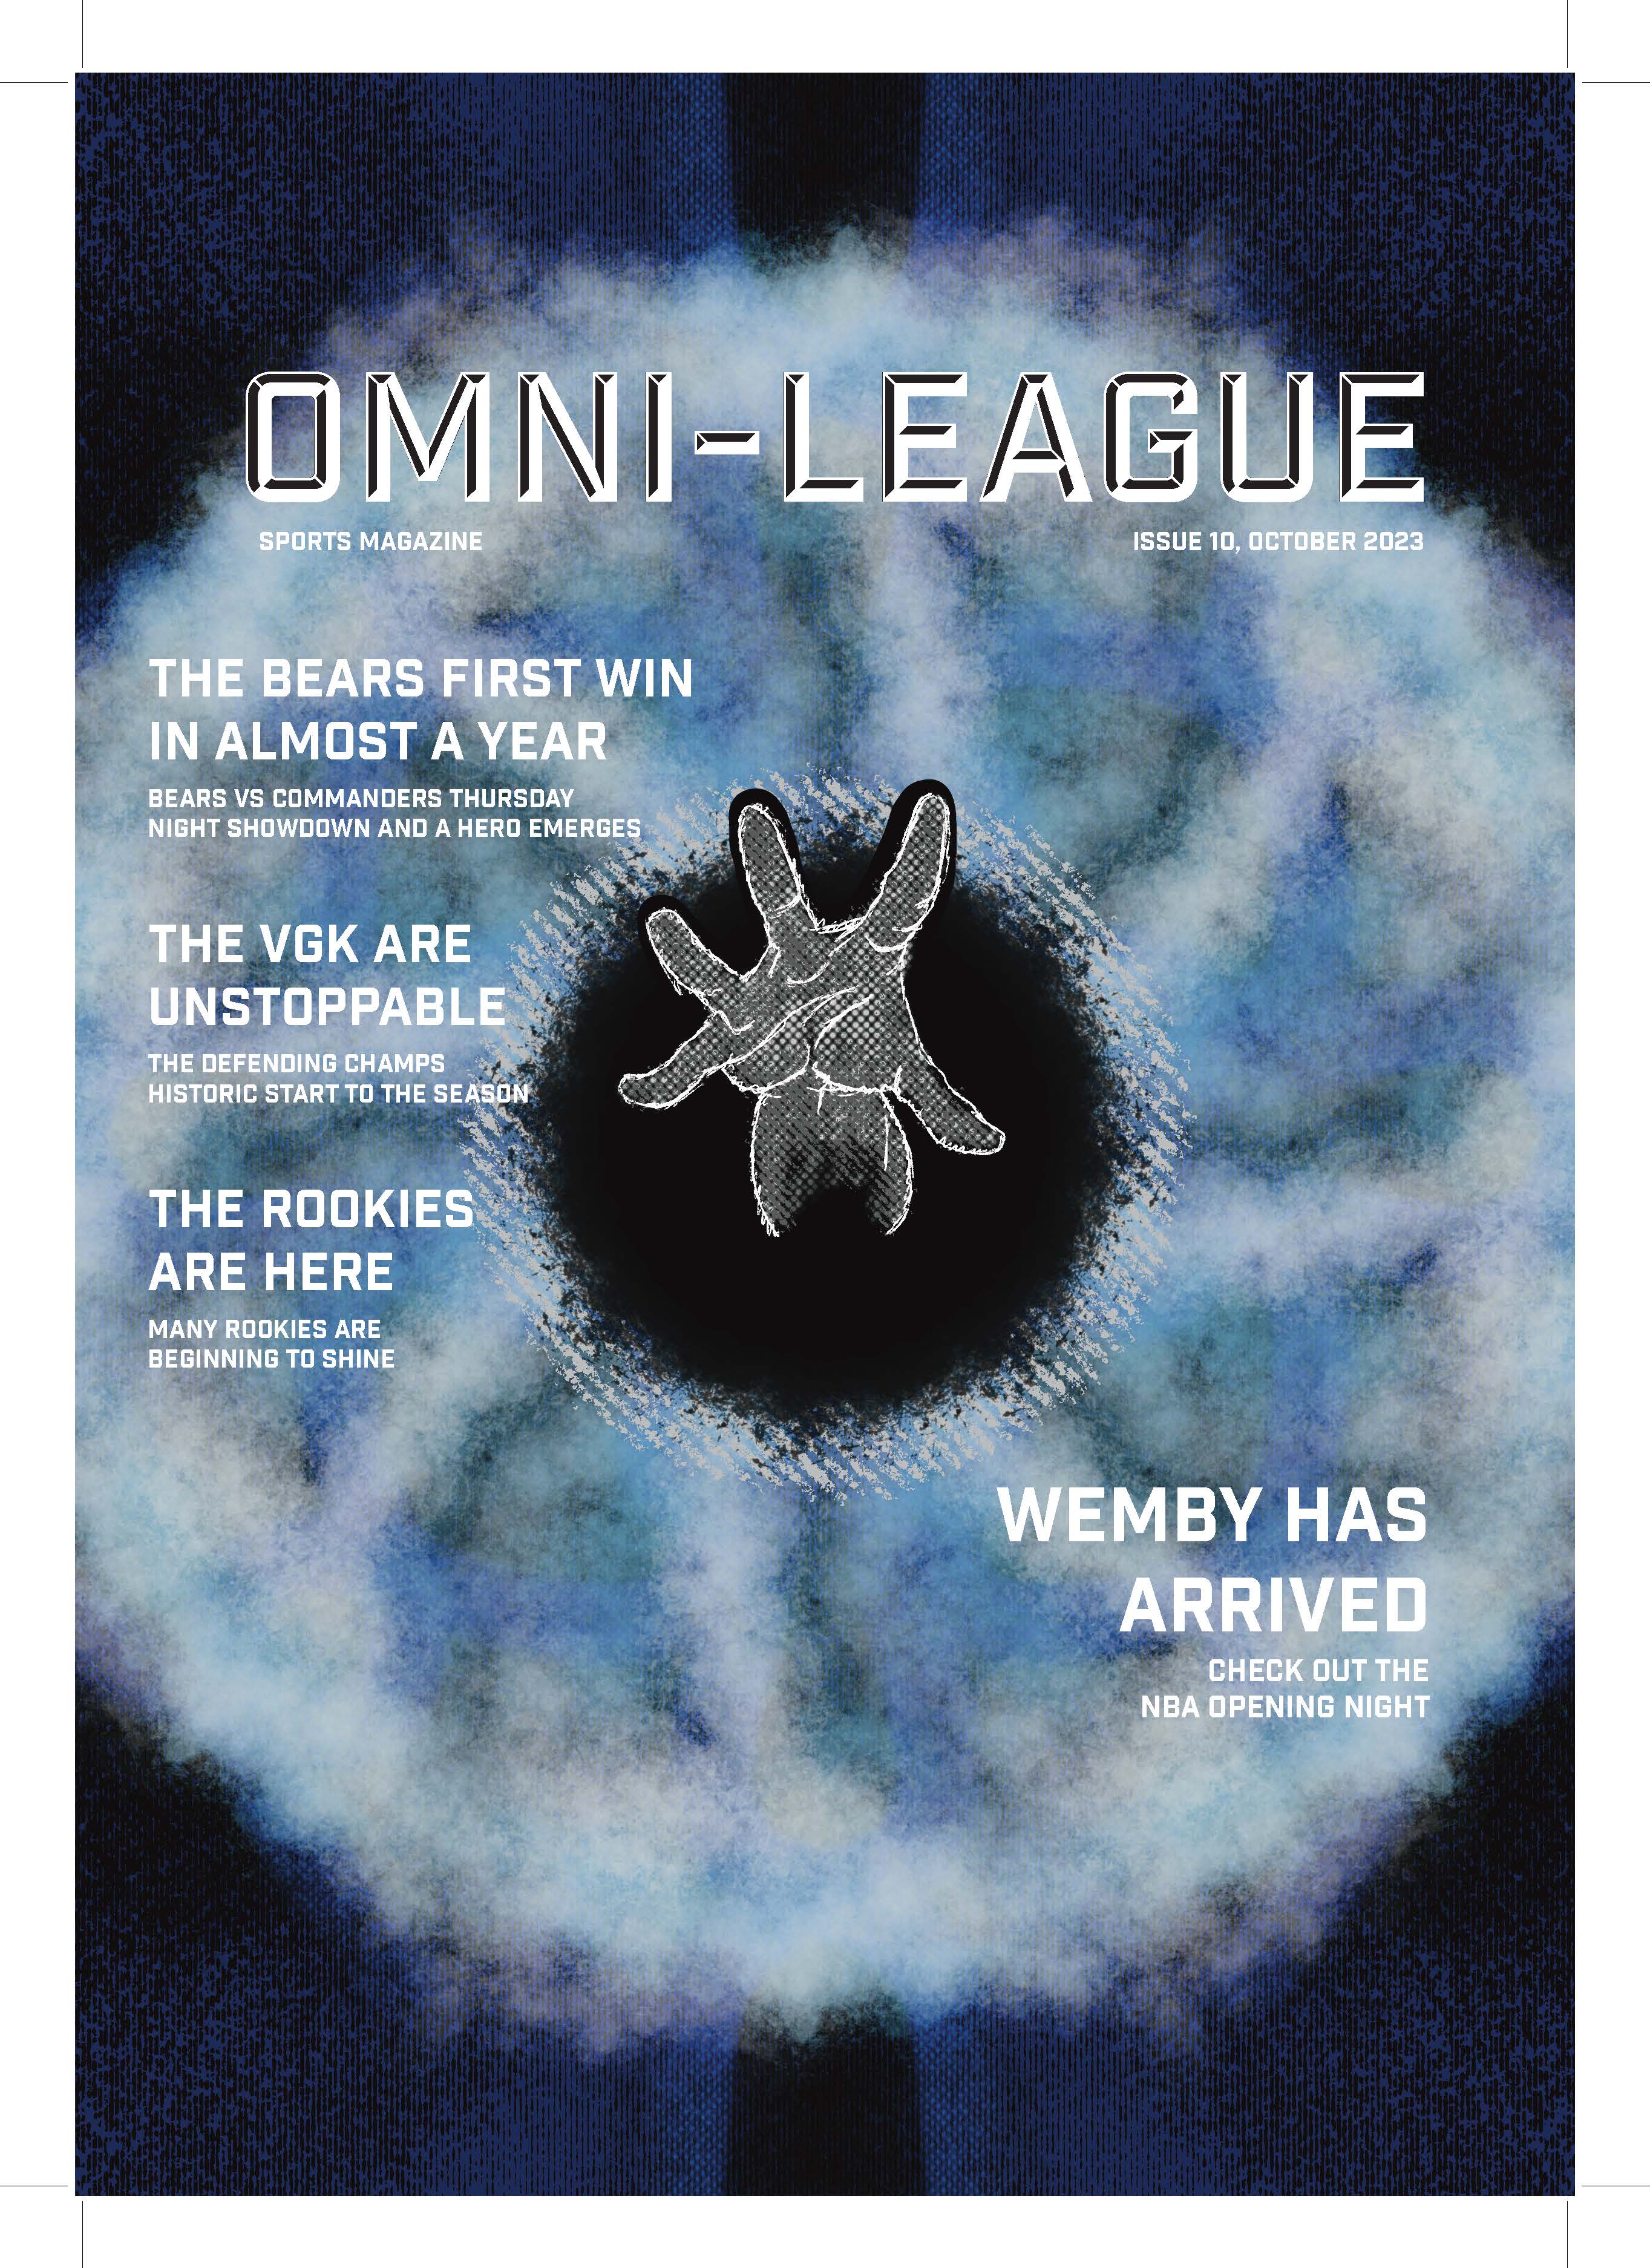 OMNI-LEAGUE
SPORTS MAGAZINE
ISSUE 10, OCTOBER 2023
THE BEARS FIRST WIN
IN ALMOST A YEAR
BEARS VS COMMANDERS THURSDAY
NIGHT SHOWDOWN AND A HERO EMERGES
THE VGK ARE
UNSTOPPABLE
THE DEFENDING CHAMPS
HISTORIC START TO THE SEASON
THE ROOKIES
ARE HERE
MANY ROOKIES ARE
BEGINNING TO SHINE
WEMBY HAS
ARRIVED
CHECK OUT THE
NBA OPENING NIGHT